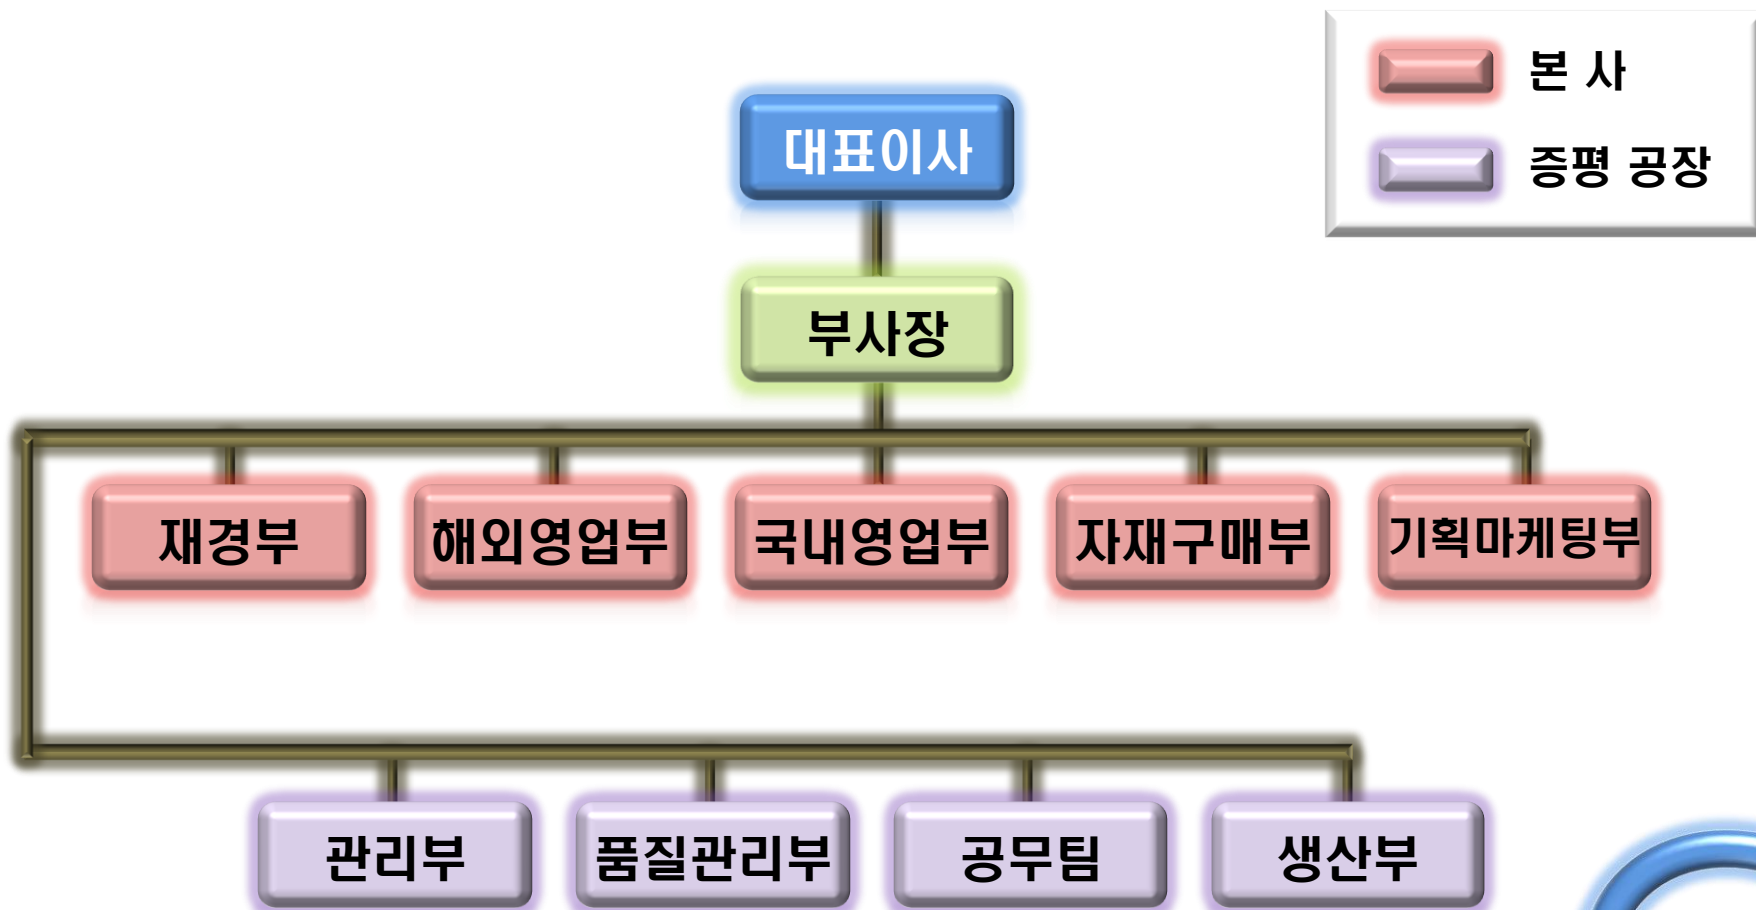 본 사
증평 공장
대표이사
부사장
재경부
해외영업부
국내영업부
자재구매부
기획마케팅부
관리부
품질관리부
공무팀
생산부